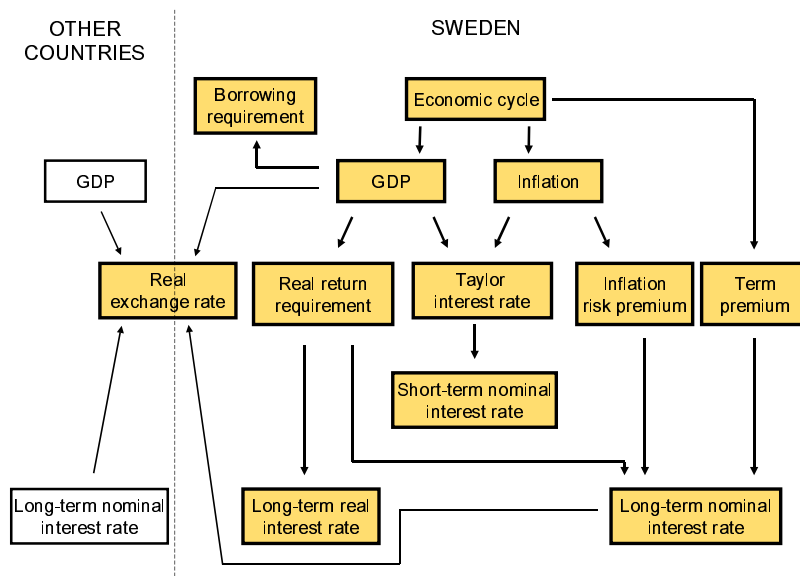 OTHER
COUNTRIES
SWEDEN
Borrowing
requirement
Economic cycle
GDP
GDP
Inflation
Real
exchange rate
Real return
requirement
Taylor
interest rate
Inflation
risk premium
Term
premium
Short-term nominal
interest rate
Long-term nominal
interest rate
Long-term real
interest rate
Long-term nominal
interest rate